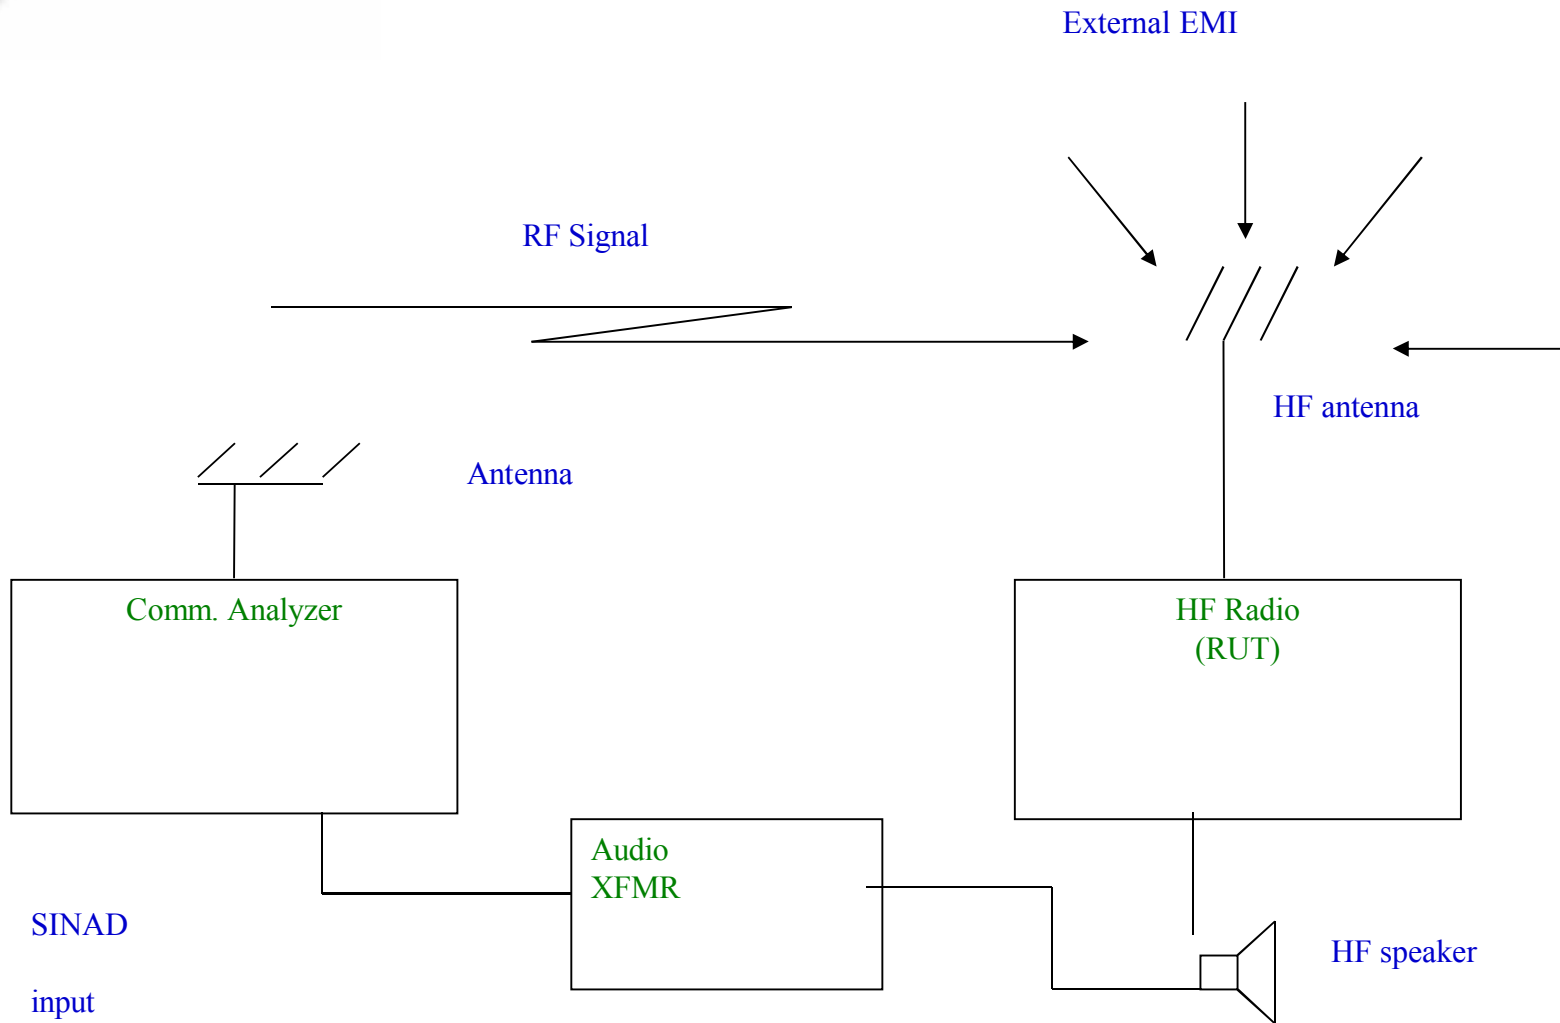 External EMI
RF Signal
HF antenna
Antenna
Comm. Analyzer
HF Radio
(RUT)
Audio
XFMR
SINAD
input
HF speaker